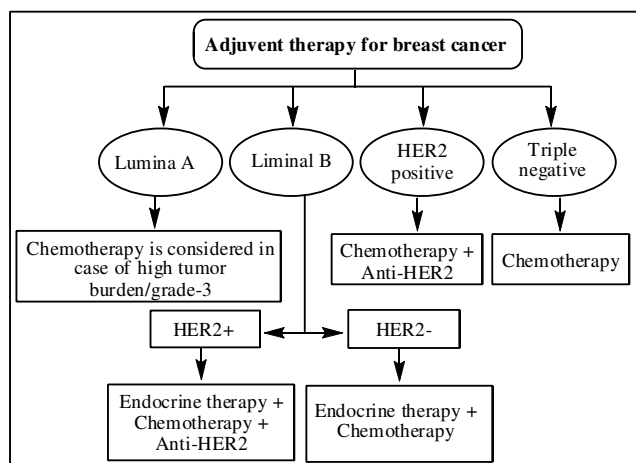 Adjuvent therapy for breast cancer
Lumina A
Liminal B
HER2
positive
Triple
negative
Chemotherapy is considered in
case of high tumor
burden/grade-3
Chemotherapy +
Anti-HER2
Chemotherapy
HER2+
HER2-
Endocrine therapy +
Chemotherapy +
Anti-HER2
Endocrine therapy +
Chemotherapy